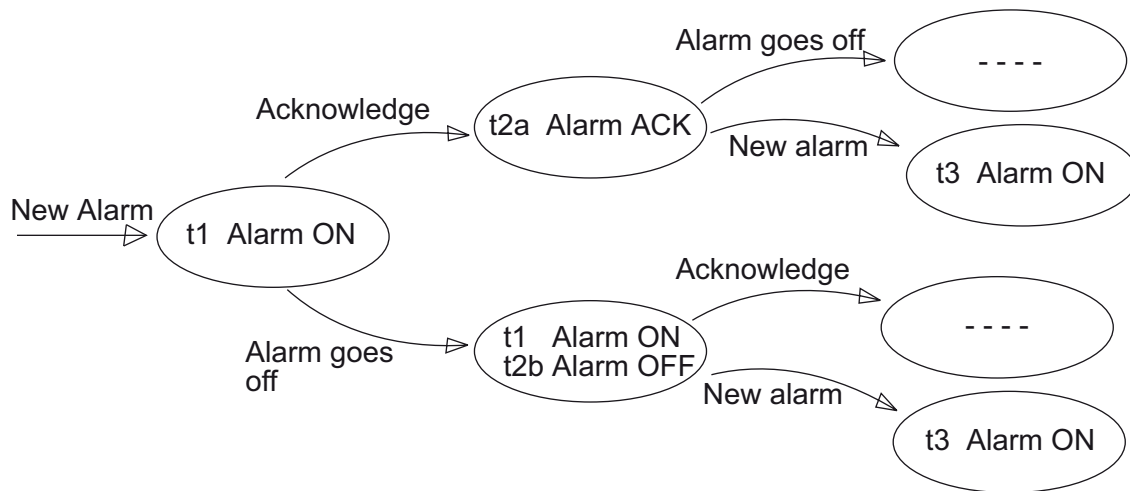 Alarm goes off
- - - -
Acknowledge
t2a Alarm ACK
New alarm
t3 Alarm ON
New Alarm
t1 Alarm ON
Acknowledge
Alarm goes
off
t1 Alarm ON
t2b Alarm OFF
- - - -
New alarm
t3 Alarm ON